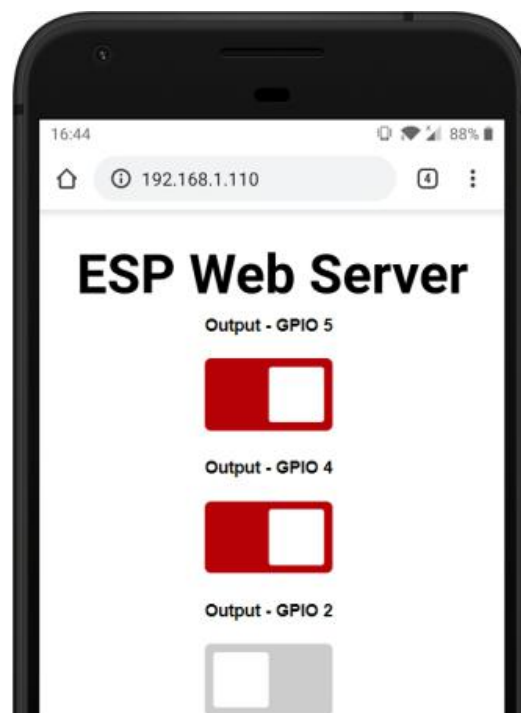 16:44 88%
192.168.1.110 4
ESP Web Server
Output - GPIO 5
Output - GPIO 4
Output - GPIO 2